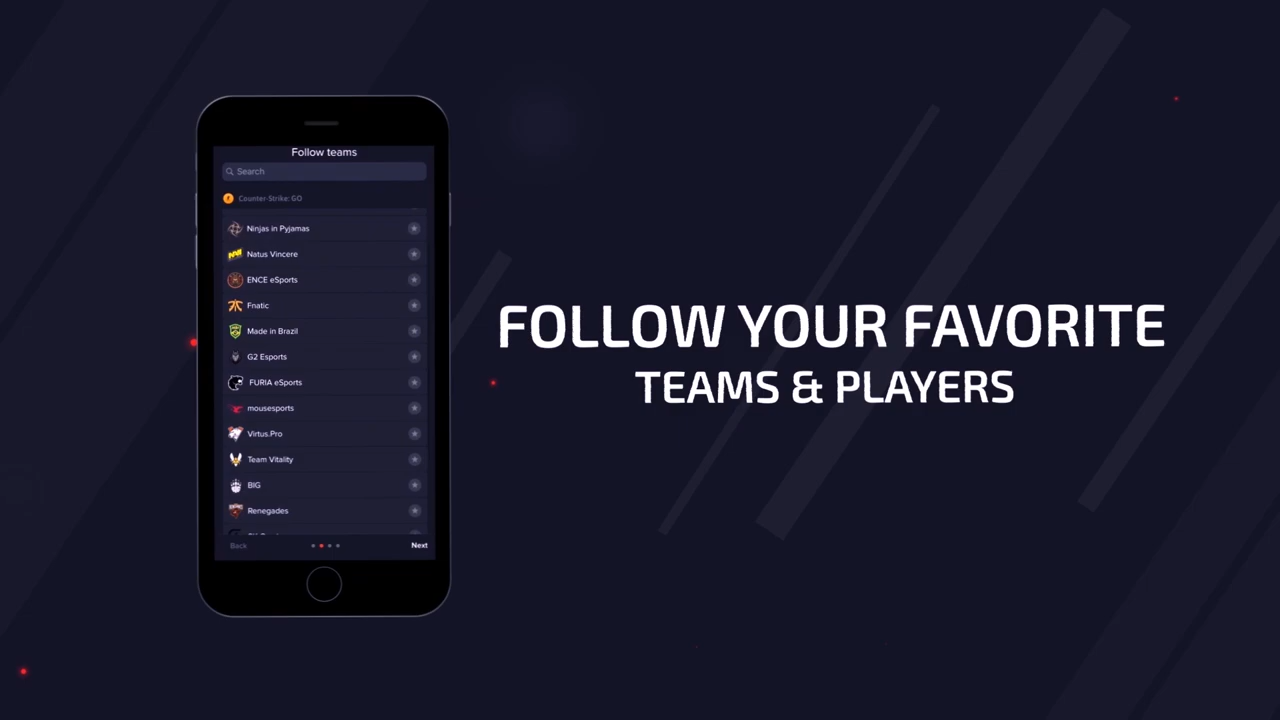 Follow teams
Search
Counter-Strike: GO
Ninjas in Pyjamas
Natus Vincere
ENCE eSports
Fnatic
Made in Brazil
G2 Esports
FURIA eSports
mousesports
Virtus.Pro
Team Vitality
BIG
Renegades
Back
Next
FOLLOW YOUR FAVORITE
TEAMS & PLAYERS